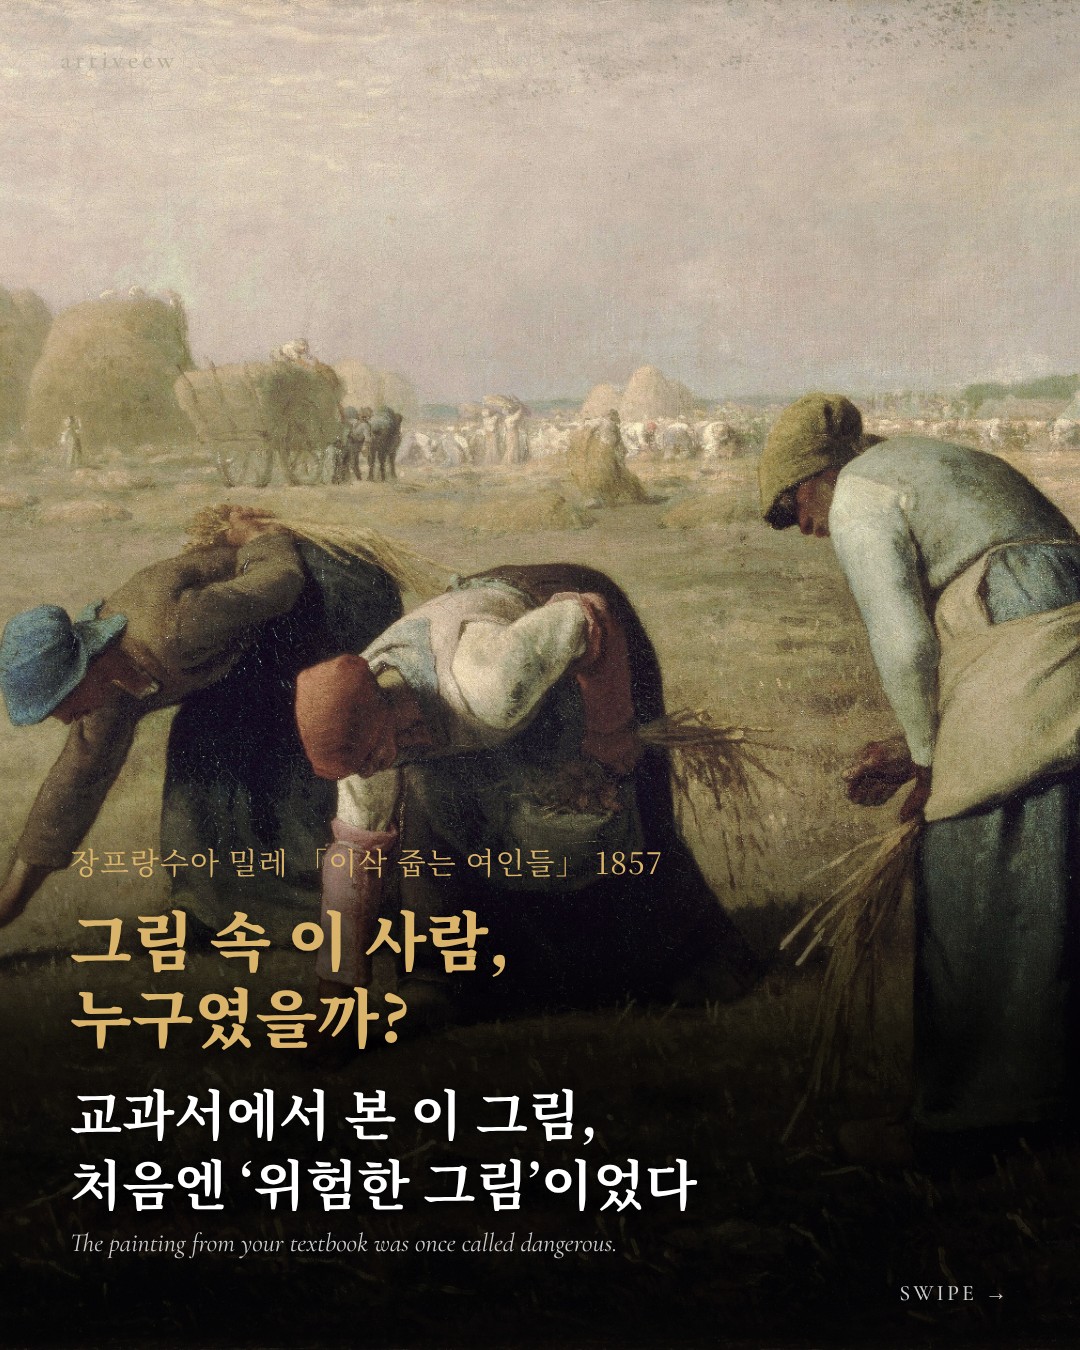 artiveew
장프랑수아 밀레 「이삭 줍는 여인들」 1857
그림 속 이 사람,
누구였을까?
교과서에서 본 이 그림,
처음엔 ‘위험한 그림’이었다
The painting from your textbook was once called dangerous.
SWIPE →